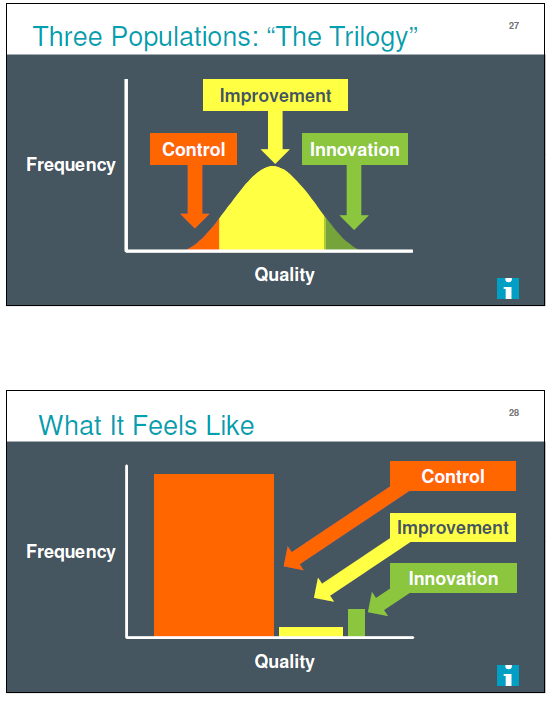 Three Populations: “The Trilogy”
27
Improvement
Control
Innovation
Frequency
Quality
What It Feels Like
28
Control
Improvement
Frequency
Innovation
Quality